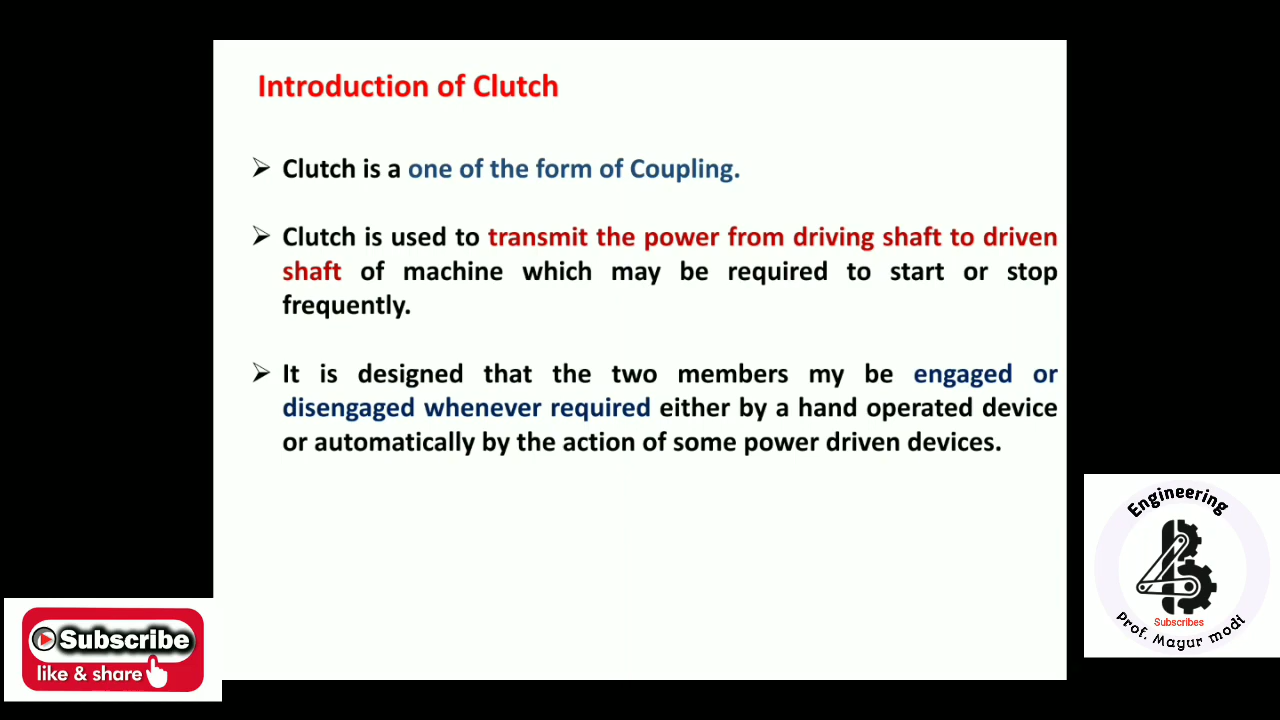 Introduction of Clutch
➢ Clutch is a one of the form of Coupling.
➢ Clutch is used to transmit the power from driving shaft to driven
shaft of machine which may be required to start or stop
frequently.
➢ It is designed that the two members my be engaged or
disengaged whenever required either by a hand operated device
or automatically by the action of some power driven devices.
Engineering
Subscribes
Prof. Mayur modi
Subscribe
like & share